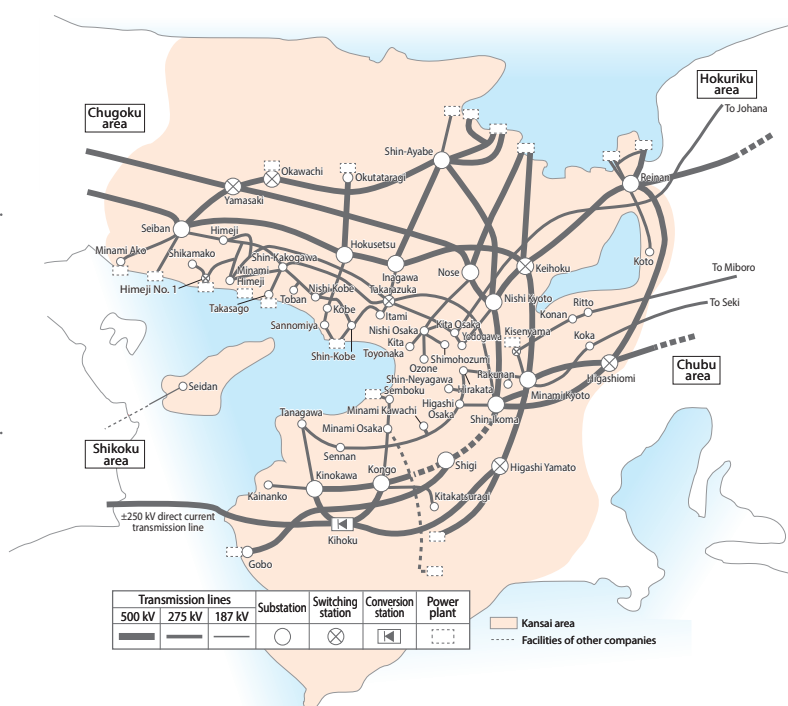 Hokuriku
area
To Johana
Chugoku
area
Shin-Ayabe
Okawachi
Okutataragi
Reinan
Yamasaki
Seiban
Himeji
Hokusetsu
Minami Ako
Shikamako
Shin-Kakogawa
Inagawa
Nose
Keihoku
Koto
Minami
Himeji
Takarazuka
To Miboro
Himeji No. 1
Nishi Kobe
Nishi Kyoto
Ritto
To Seki
Takasago
Toban
Kobe
Itami
Konan
Sannomiya
Nishi Osaka
Kita Osaka
Kisenyama
Koka
Kita
Toyonaka
Yodogawa
Shin-Kobe
Shimohozumi
Ozone
Chubu
area
Shin-Neyagawa
Rakunan
Higashiomi
Seidan
Semboku
Hirakata
Minami Kyoto
Tanagawa
Minami Kawachi
Higashi
Osaka
Shin-Ikoma
Minami Osaka
Shikoku
area
Sennan
Shigi
Higashi Yamato
Kinokawa
Kongo
Kainanko
Kitakatsuragi
±250 kV direct current
transmission line
Kihoku
Gobo
Transmission lines
500 kV
275 kV
187 kV
Substation
Switching
station
Conversion
station
Power
plant
Kansai area
Facilities of other companies